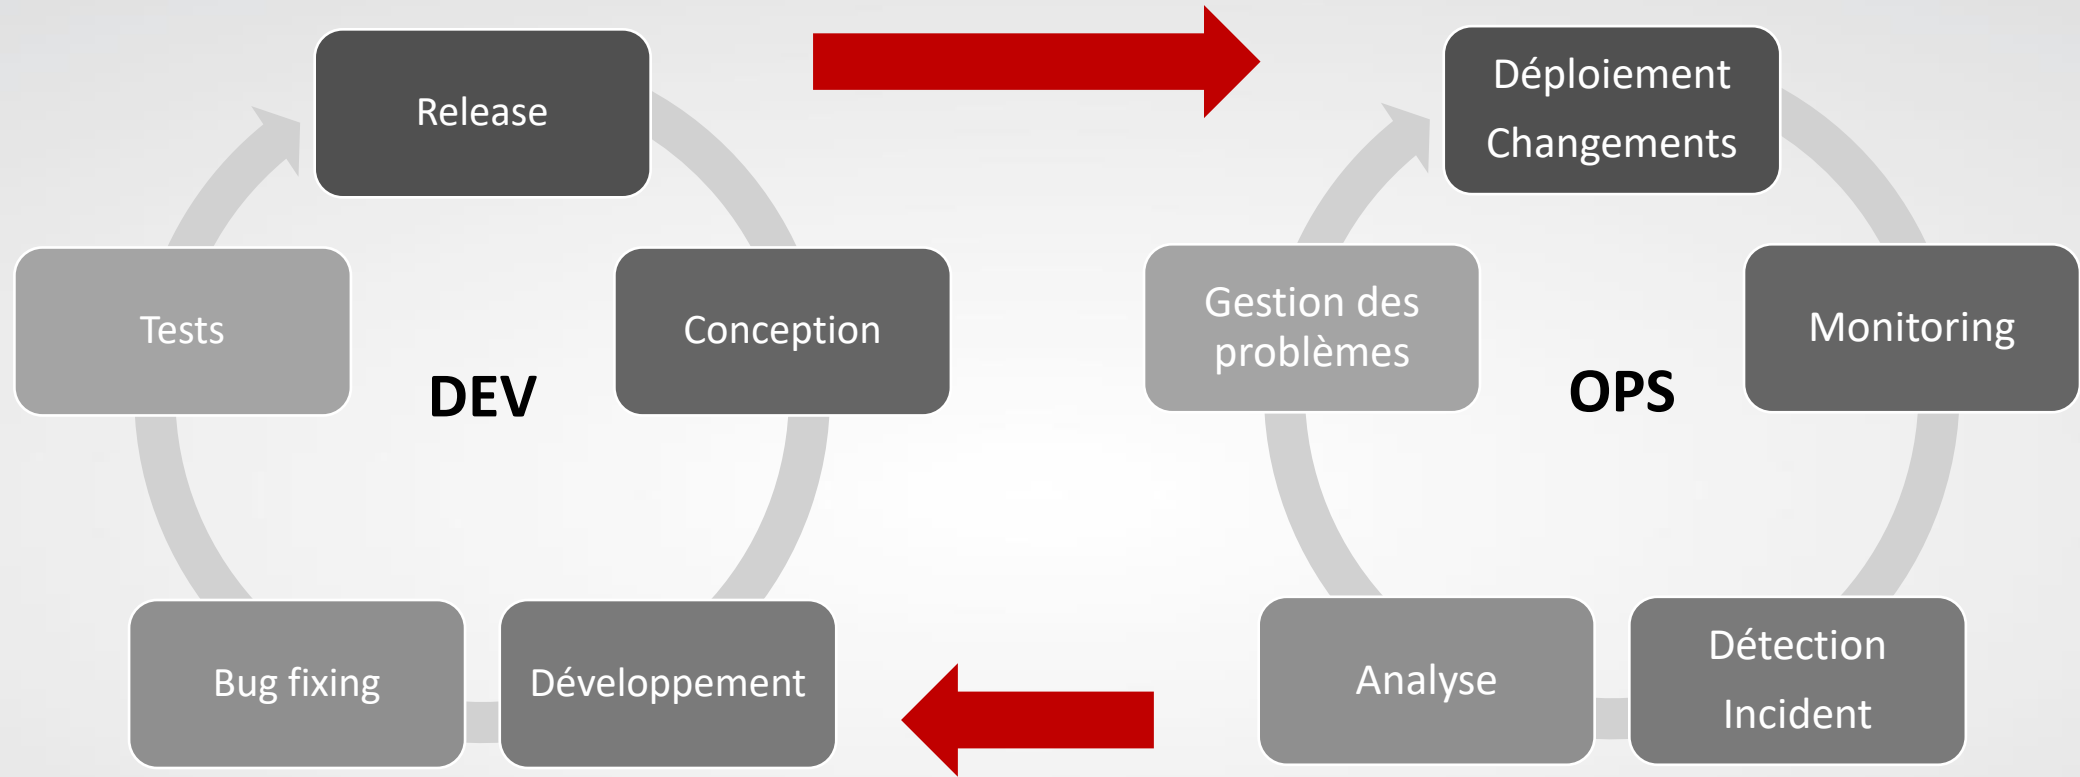 Release
Conception
Développement
Bug fixing
Tests
DEV
Déploiement
Changements
Monitoring
Détection
Incident
Analyse
Gestion des
problèmes
OPS